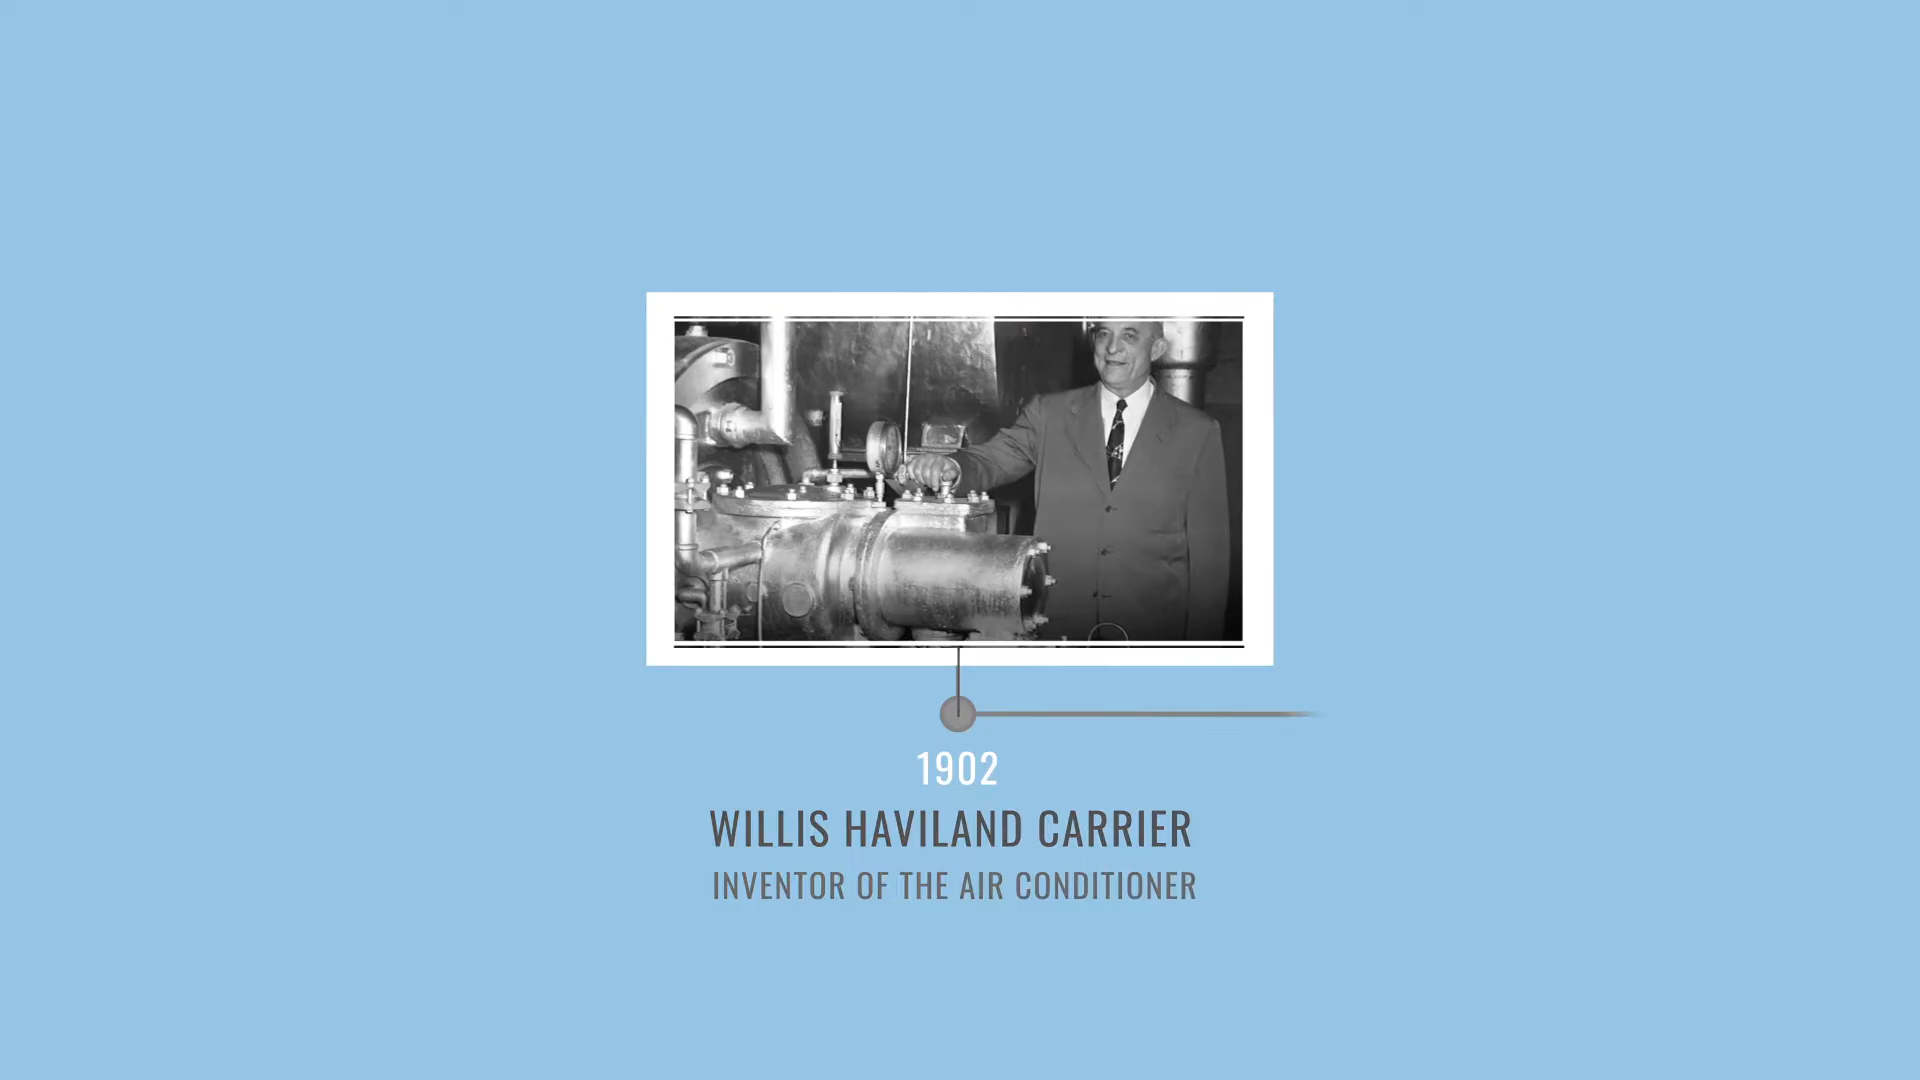 1902
WILLIS HAVILAND CARRIER
INVENTOR OF THE AIR CONDITIONER